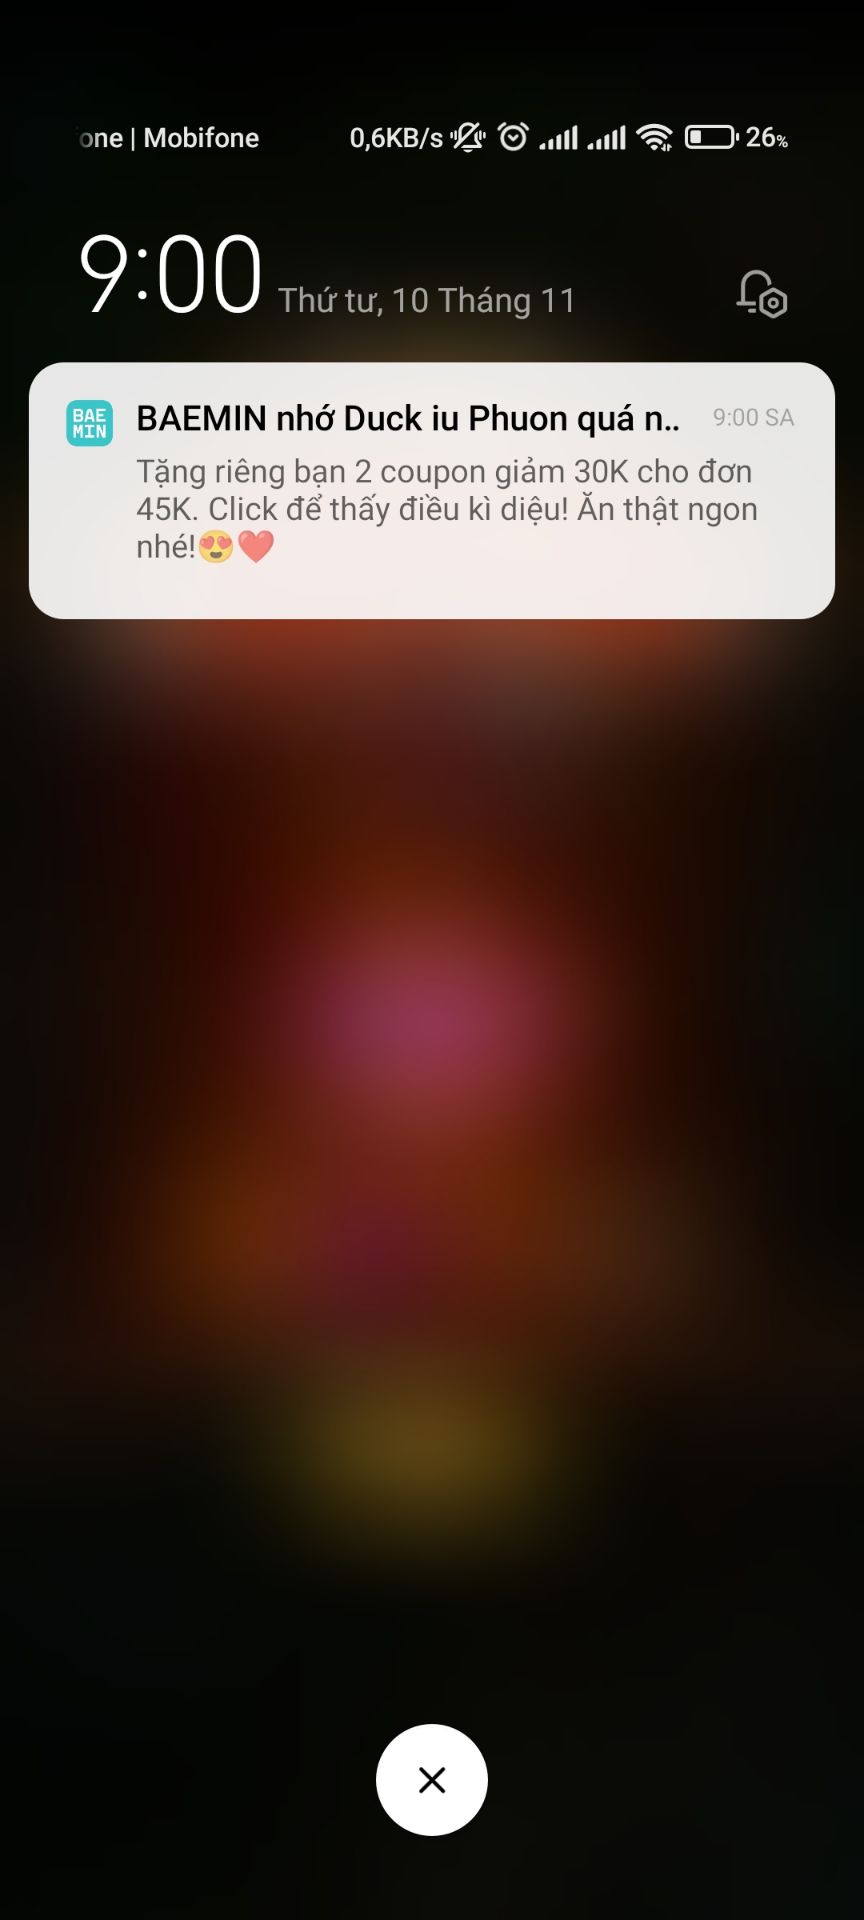 one | Mobifone 0,6KB/s 26%
9:00 Thứ tư, 10 Tháng 11
BAE
MIN
BAEMIN nhớ Duck iu Phuon quá n.. 9:00 SA
Tặng riêng bạn 2 coupon giảm 30K cho đơn
45K. Click để thấy điều kì diệu! Ăn thật ngon
nhé!😍❤️